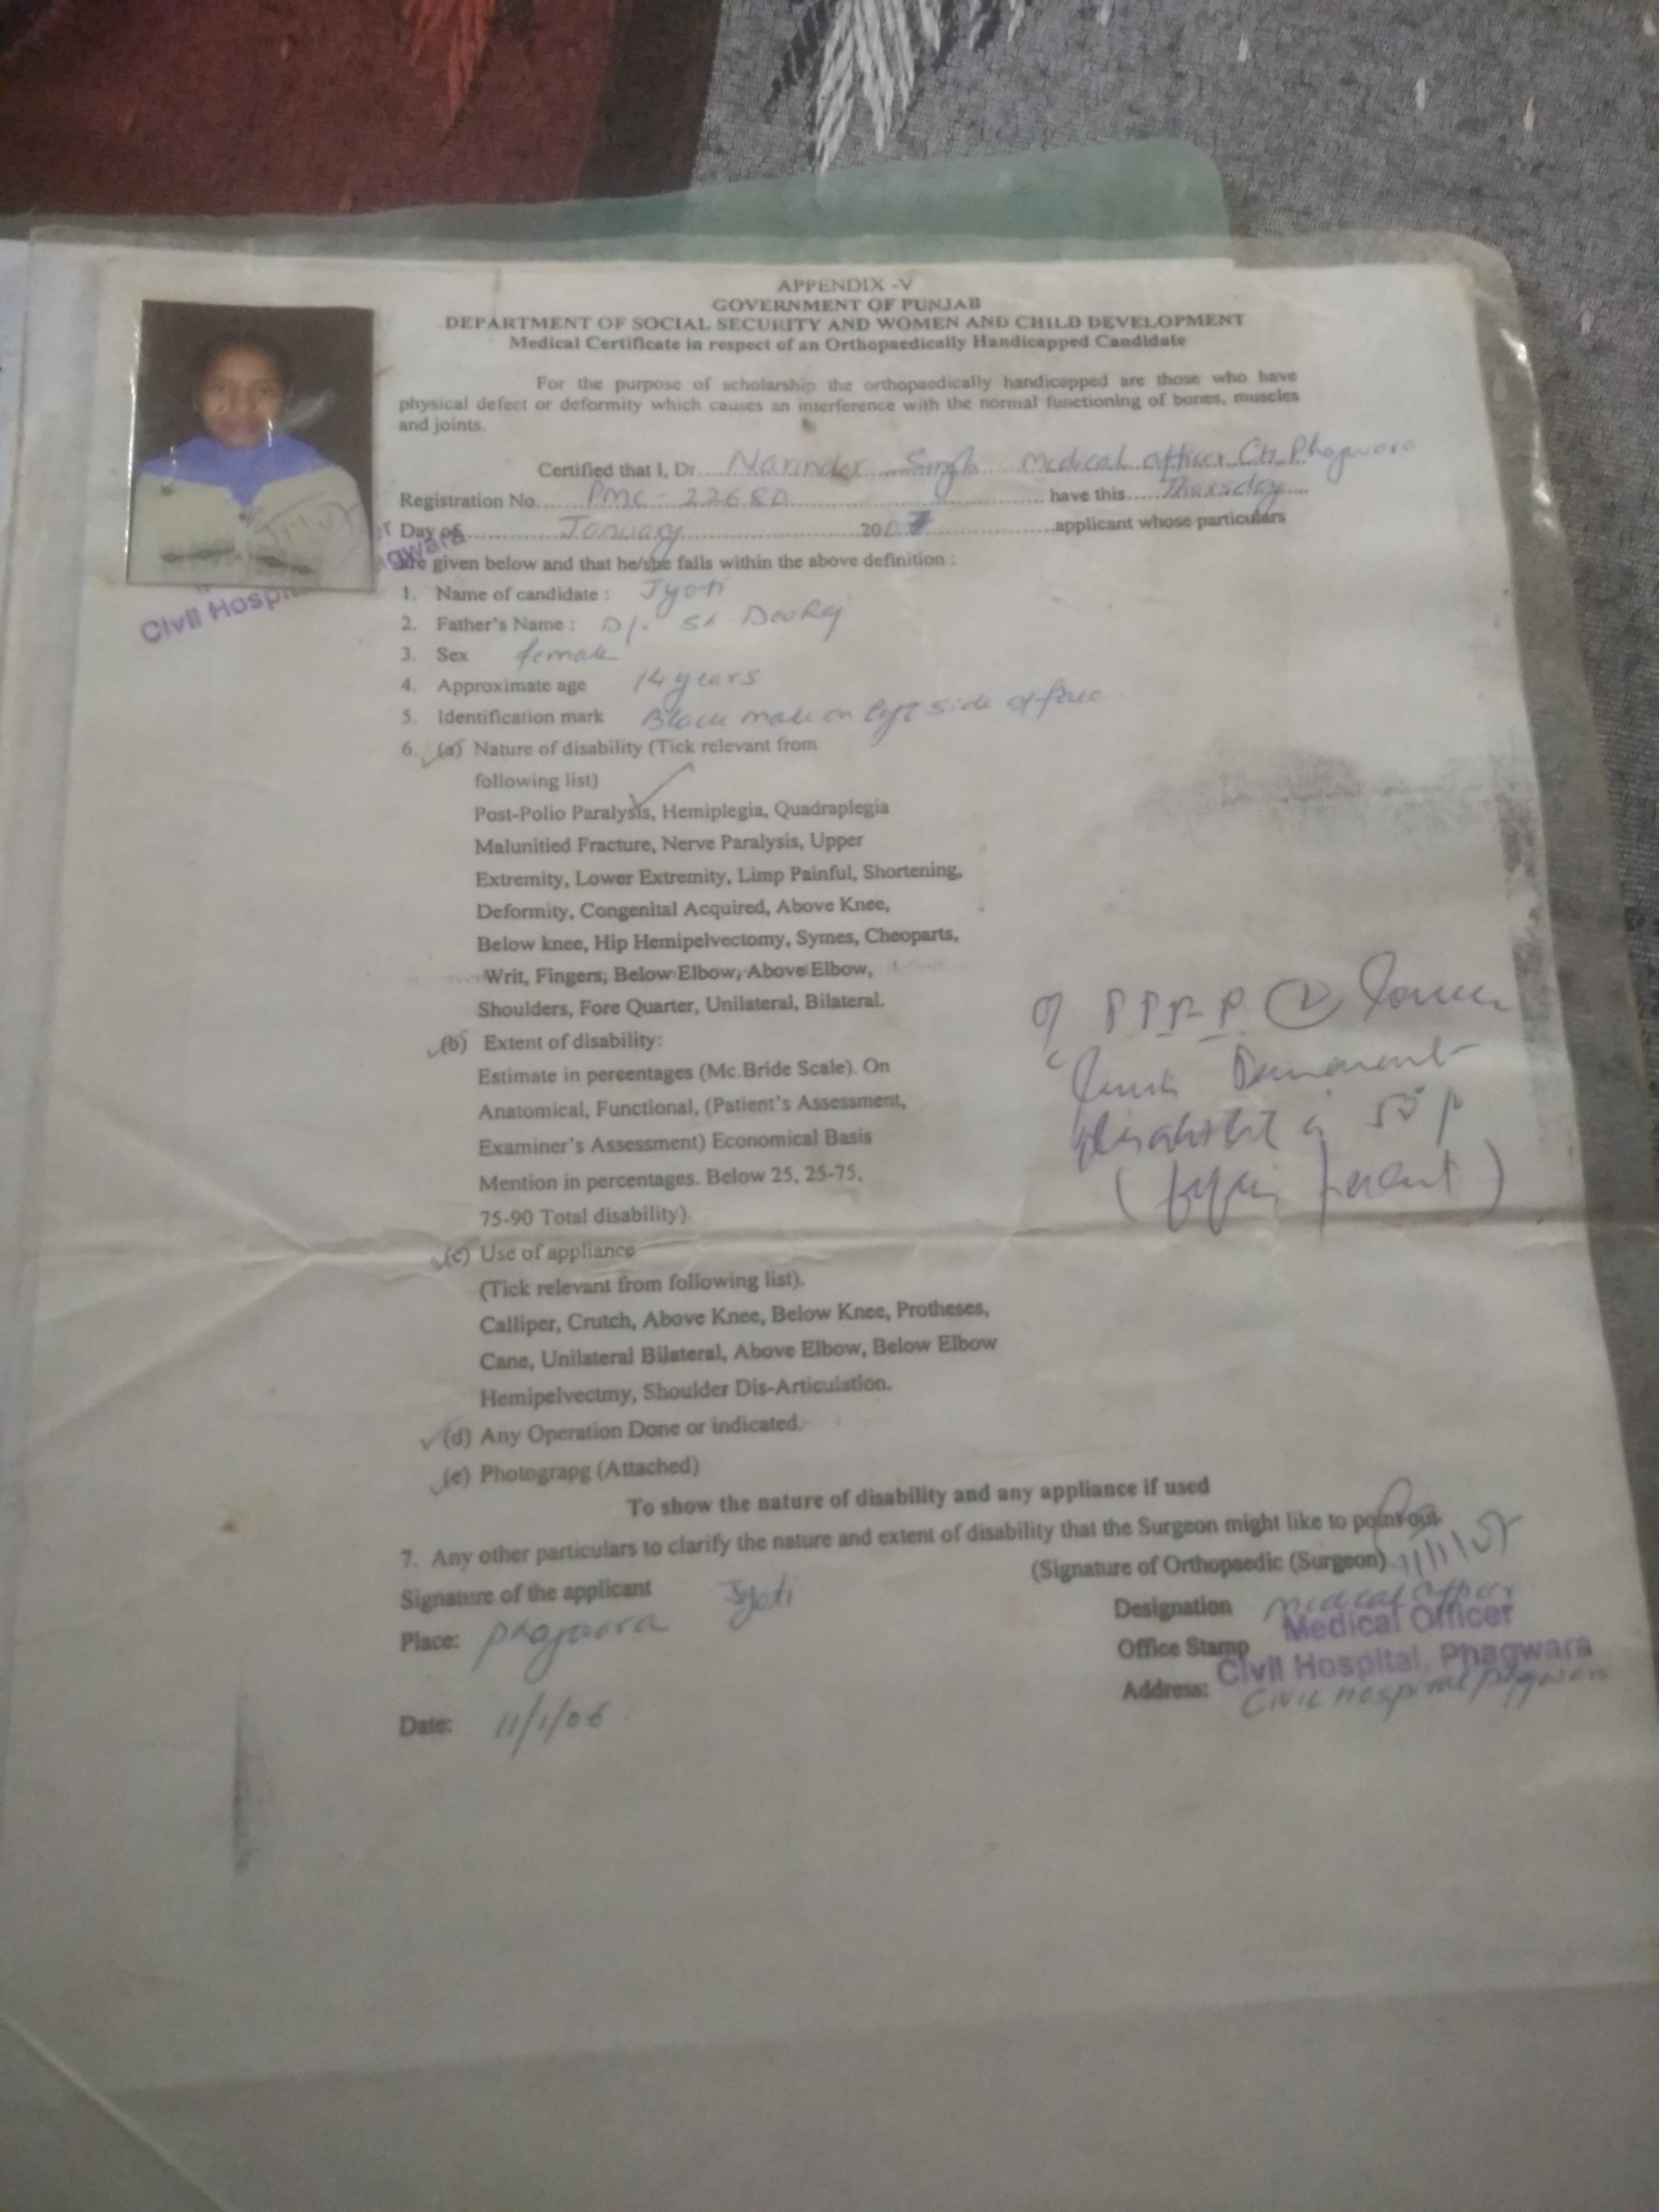 APPENDIX -V
GOVERNMENT OF PUNJAB
DEPARTMENT OF SOCIAL SECURITY AND WOMEN AND CHILD DEVELOPMENT
Medical Certificate in respect of an Orthopaedically Handicapped Candidate
For the purpose of scholarship the orthopaedically handicapped are those who have
physical defect or deformity which causes an interference with the normal functioning of bones, muscles
and joints.
Certified that I, Dr. Narinder Singh Medical officer CH. Phagwara
Registration No. PMC - 22680 have this Thursday
Day of January 2007 applicant whose particulars
are given below and that he/she falls within the above definition :
Civil Hospital
1. Name of candidate : Jyoti
2. Father's Name : D/o Sh Devraj
3. Sex female
4. Approximate age 14 years
5. Identification mark Black mole on left side of face
6. (a) Nature of disability (Tick relevant from
following list)
Post-Polio Paralysis, Hemiplegia, Quadraplegia
Malunitied Fracture, Nerve Paralysis, Upper
Extremity, Lower Extremity, Limp Painful, Shortening,
Deformity, Congenital Acquired, Above Knee,
Below knee, Hip Hemipelvectomy, Symes, Cheoparts,
Writ, Fingers, Below Elbow, Above Elbow,
Shoulders, Fore Quarter, Unilateral, Bilateral.
(b) Extent of disability:
Estimate in percentages (Mc.Bride Scale). On
Anatomical, Functional, (Patient's Assessment,
Examiner's Assessment) Economical Basis
Mention in percentages. Below 25, 25-75,
75-90 Total disability).
lower
Permanent
disability is
(c) Use of appliance
(Tick relevant from following list).
Calliper, Crutch, Above Knee, Below Knee, Protheses,
Cane, Unilateral Bilateral, Above Elbow, Below Elbow
Hemipelvectmy, Shoulder Dis-Articulation.
(d) Any Operation Done or indicated.
(e) Photograpg (Attached)
To show the nature of disability and any appliance if used
7. Any other particulars to clarify the nature and extent of disability that the Surgeon might like to point out
(Signature of Orthopaedic (Surgeon)
Signature of the applicant Jyoti
Designation Medical Officer
Place: Phagwara
Office Stamp Medical Officer
Civil Hospital, Phagwara
Address: Civil Hospital Phagwara
Date: 11/1/06